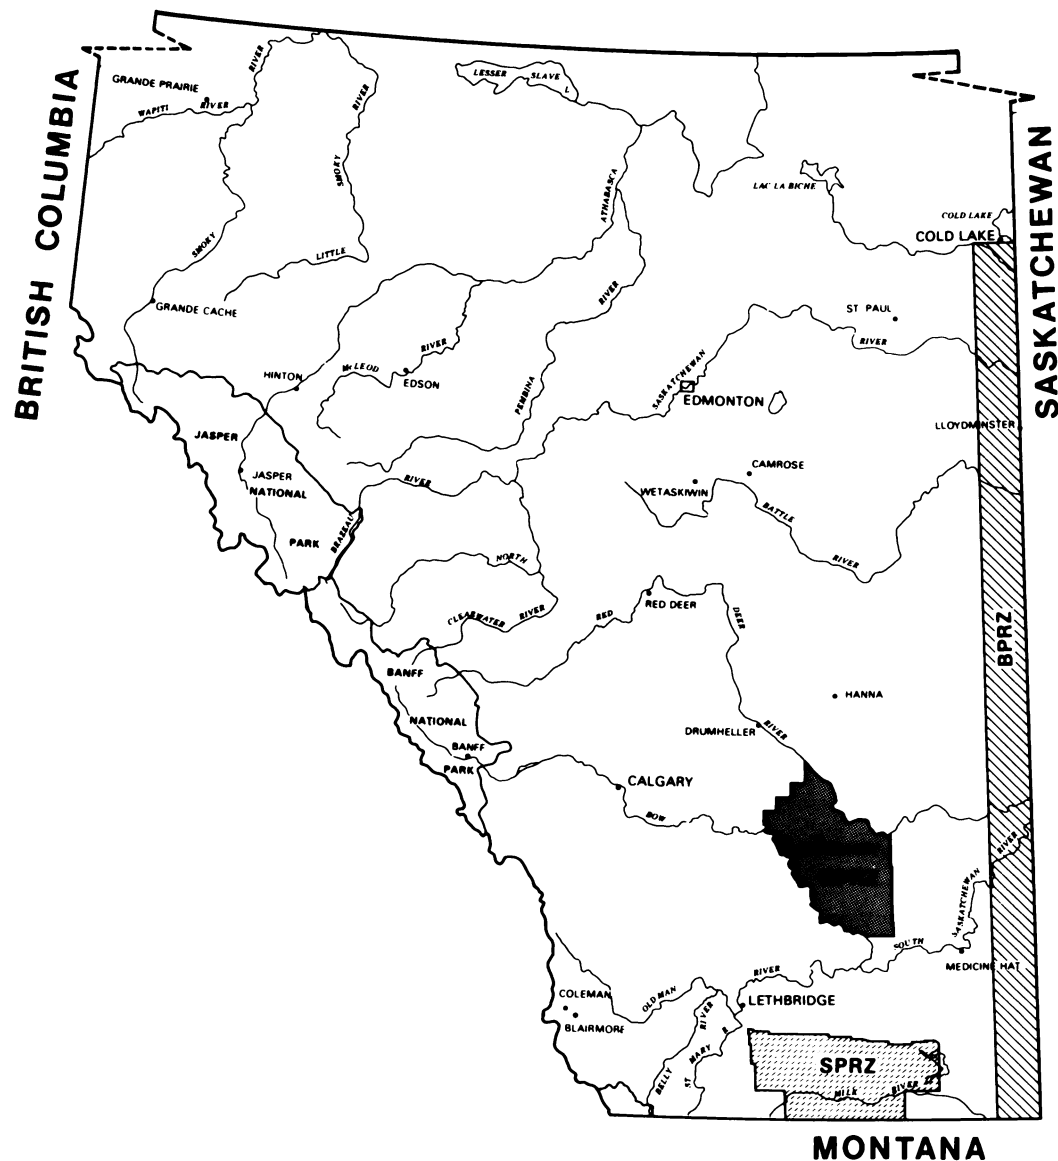 BRITISH COLUMBIA
SASKATCHEWAN
MONTANA
GRANDE PRAIRIE
WAPITI RIVER
RIVER
SMOKY RIVER
LESSER SLAVE L
SMOKY
LITTLE
ATHABASCA
RIVER
LAC LA BICHE
COLD LAKE
COLD LAKE
GRANDE CACHE
ST PAUL
RIVER
HINTON
McLEOD RIVER
EDSON
PEMBINA
SASKATCHEWAN
EDMONTON
LLOYDMINSTER
JASPER
JASPER
NATIONAL
PARK
BRAZEAU
RIVER
CAMROSE
WETASKIWIN
BATTLE
RIVER
NORTH
CLEARWATER RIVER
RED
RED DEER
DEER
BPRZ
BANFF
NATIONAL
BANFF
PARK
HANNA
DRUMHELLER
RIVER
CALGARY
BOW
RIVER
SASKATCHEWAN
SOUTH
MEDICINE HAT
RIVER
OLDMAN
LETHBRIDGE
COLEMAN
BLAIRMORE
RIVER
BELLY
ST MARY R
SPRZ
MILK RIVER